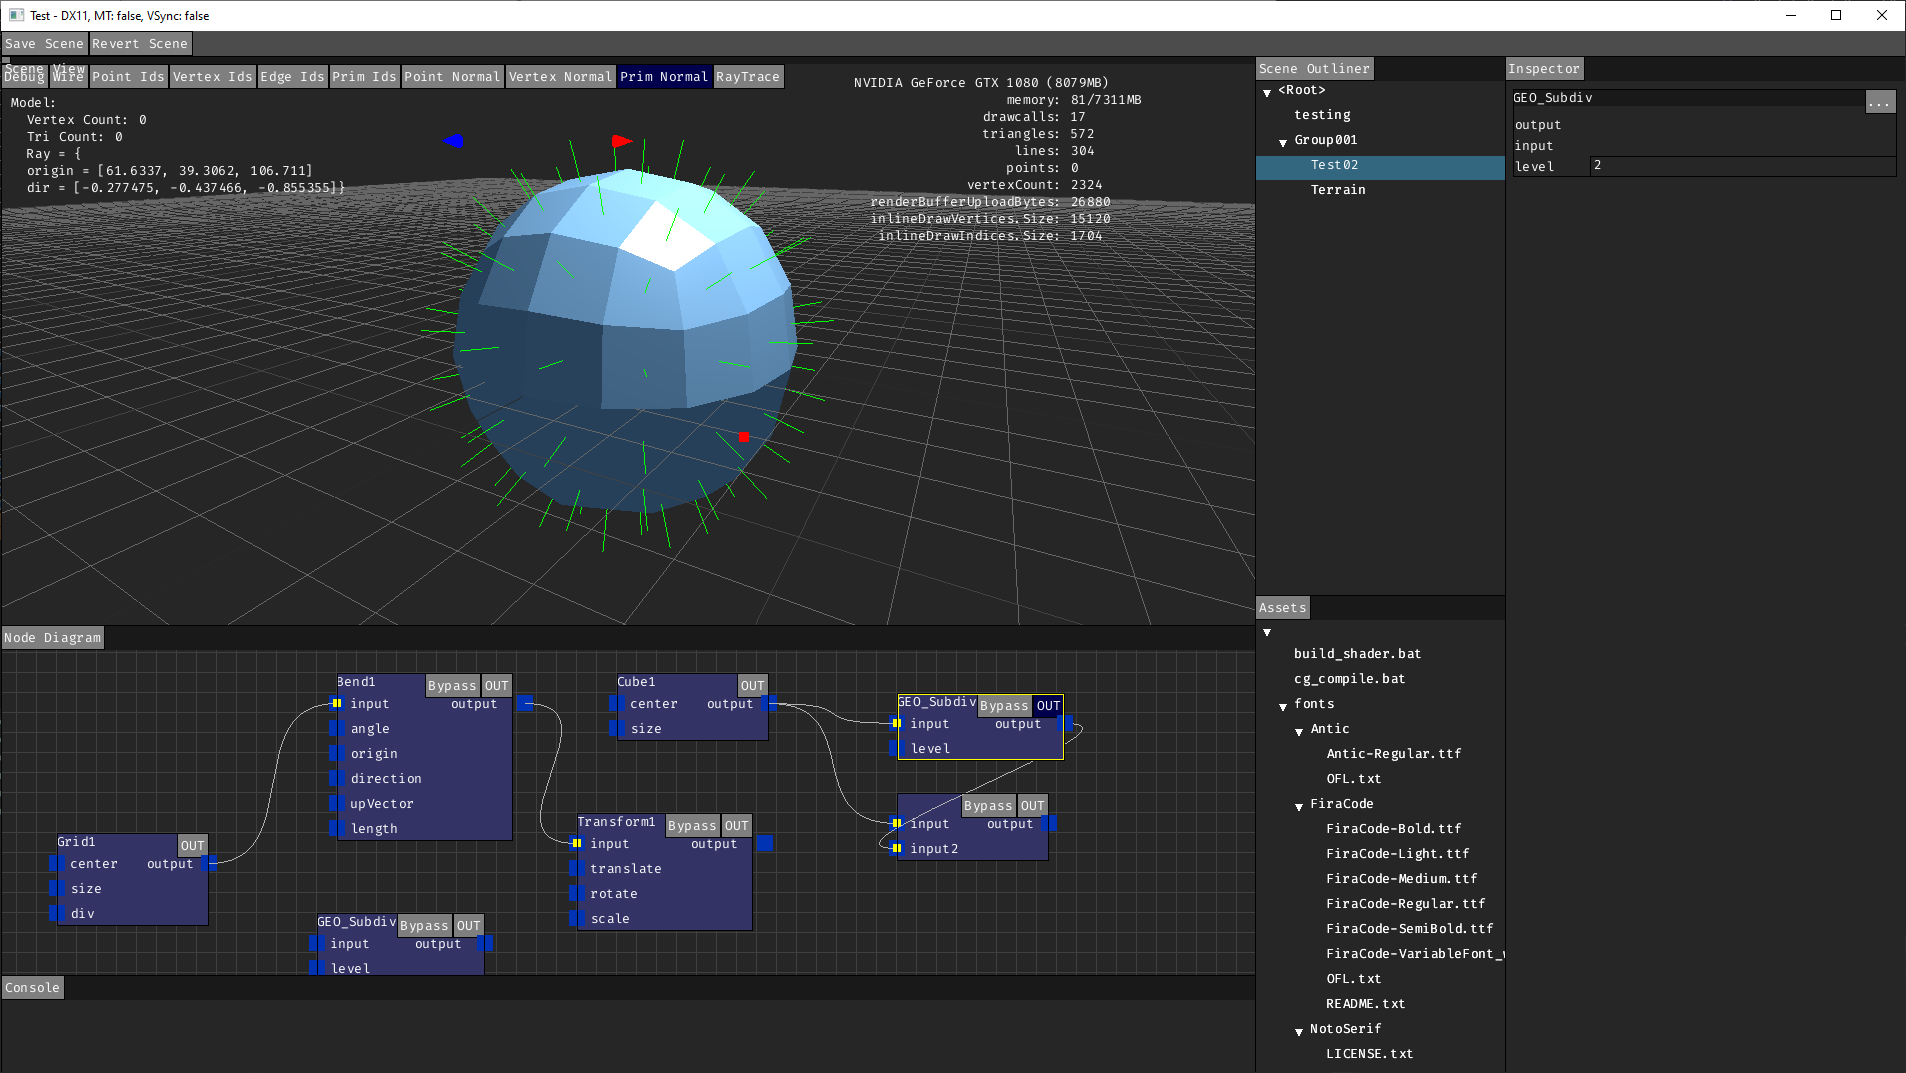 Test - DX11, MT: false, VSync: false
Save Scene Revert Scene
Scene View
Debug Wire Point Ids Vertex Ids Edge Ids Prim Ids Point Normal Vertex Normal Prim Normal RayTrace
Model:
Vertex Count: 0
Tri Count: 0
Ray = {
origin = [61.6337, 39.3062, 106.711]
dir = [-0.277475, -0.437466, -0.855355]}
NVIDIA GeForce GTX 1080 (8079MB)
memory: 81/7311MB
drawcalls: 17
triangles: 572
lines: 304
points: 0
vertexCount: 2324
renderBufferUploadBytes: 26880
inlineDrawVertices.Size: 15120
inlineDrawIndices.Size: 1704
Scene Outliner
<Root>
testing
Group001
Test02
Terrain
Inspector
GEO_Subdiv ...
output
input
level 2
Node Diagram
Bend1 Bypass OUT
input output
angle
origin
direction
upVector
length
Cube1 OUT
center output
size
GEO_Subdiv Bypass OUT
input output
level
Bypass OUT
input output
input2
Transform1 Bypass OUT
input output
translate
rotate
scale
Grid1 OUT
center output
size
div
GEO_Subdiv Bypass OUT
input output
level
Console
Assets
build_shader.bat
cg_compile.bat
fonts
Antic
Antic-Regular.ttf
OFL.txt
FiraCode
FiraCode-Bold.ttf
FiraCode-Light.ttf
FiraCode-Medium.ttf
FiraCode-Regular.ttf
FiraCode-SemiBold.ttf
FiraCode-VariableFont_
OFL.txt
README.txt
NotoSerif
LICENSE.txt